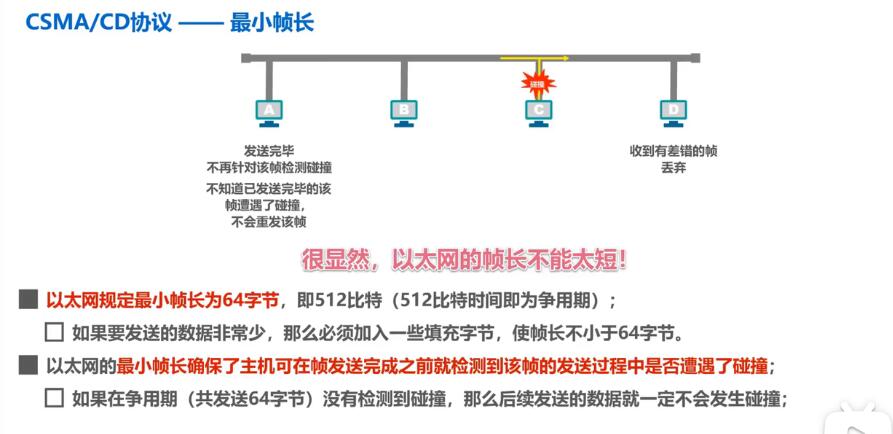 CSMA/CD协议 —— 最小帧长
A
B
碰撞
C
D
发送完毕
不再针对该帧检测碰撞
不知道已发送完毕的该
帧遭遇了碰撞，
不会重发该帧
收到有差错的帧
丢弃
很显然，以太网的帧长不能太短！
以太网规定最小帧长为64字节，即512比特（512比特时间即为争用期）；
如果要发送的数据非常少，那么必须加入一些填充字节，使帧长不小于64字节。
以太网的最小帧长确保了主机可在帧发送完成之前就检测到该帧的发送过程中是否遭遇了碰撞；
如果在争用期（共发送64字节）没有检测到碰撞，那么后续发送的数据就一定不会发生碰撞；